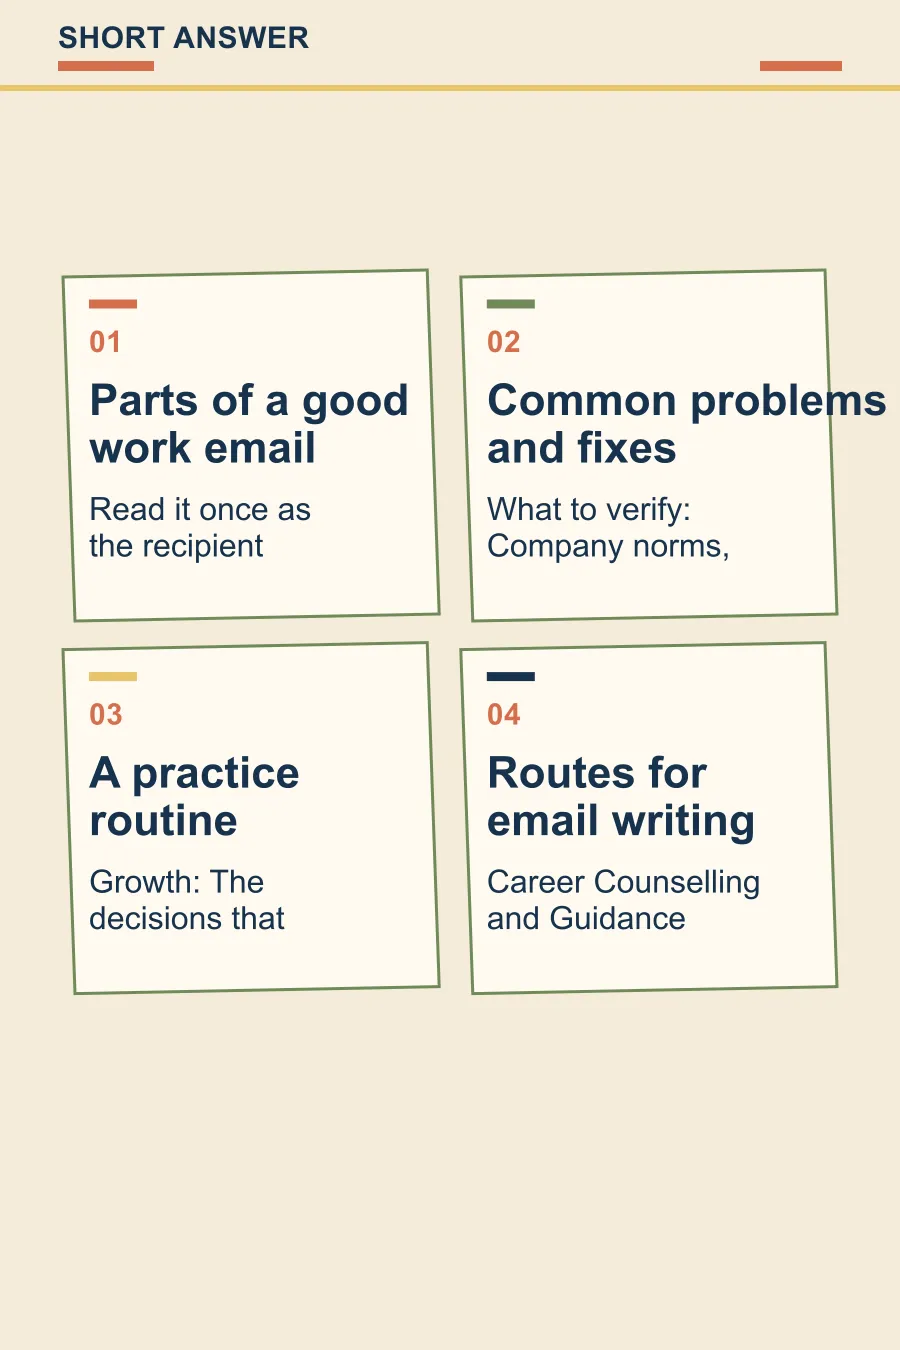 SHORT ANSWER
01
Parts of a good
work email
Read it once as
the recipient
02
Common problems
and fixes
What to verify:
Company norms,
03
A practice
routine
Growth: The
decisions that
04
Routes for
email writing
Career Counselling
and Guidance